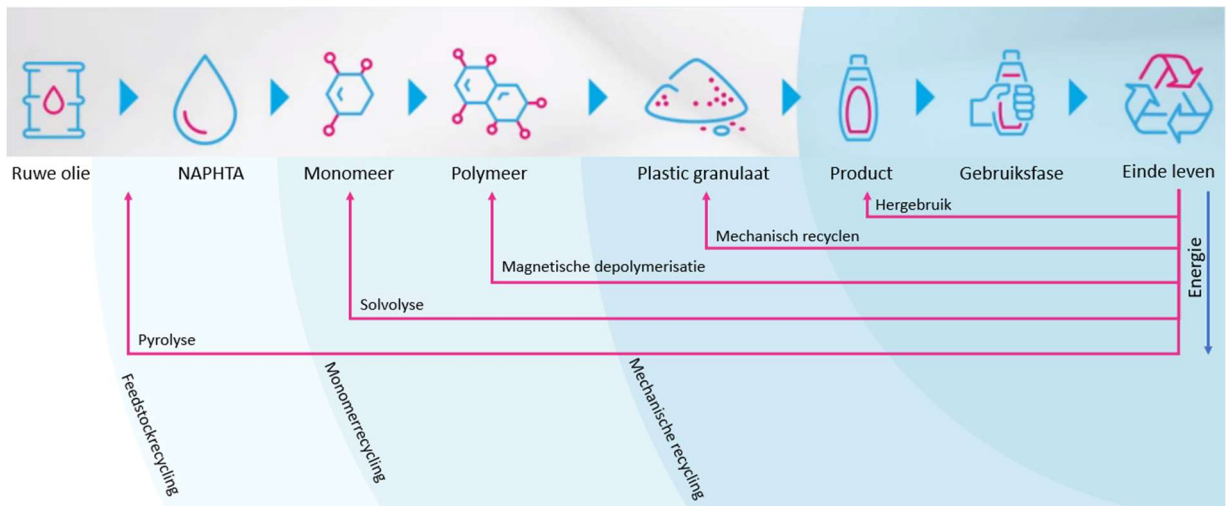 Ruwe olie
NAPHTA
Monomeer
Polymeer
Plastic granulaat
Product
Gebruiksfase
Einde leven
Hergebruik
Mechanisch recyclen
Magnetische depolymerisatie
Solvolyse
Pyrolyse
Energie
Feedstockrecycling
Monomerrecycling
Mechanische recycling